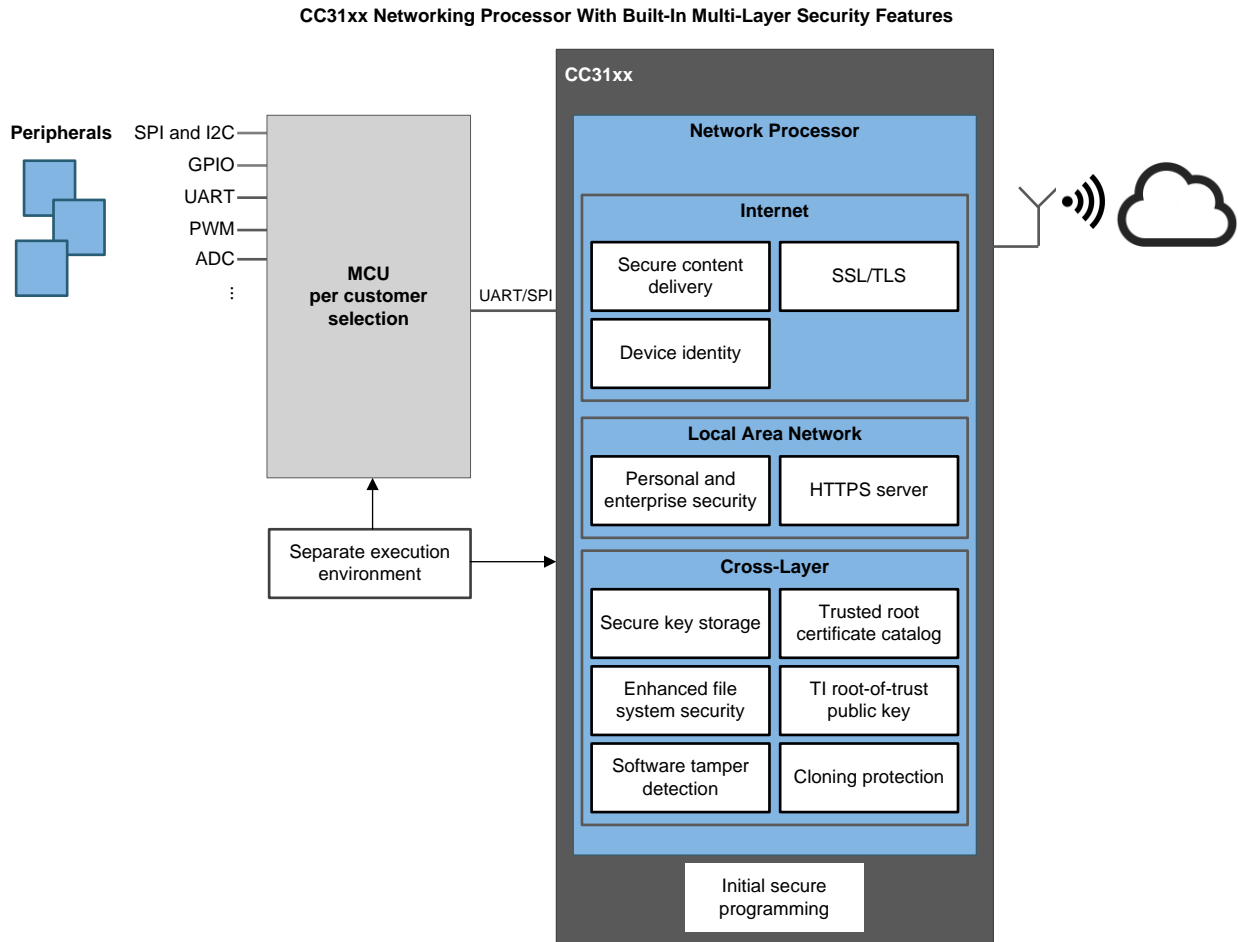 CC31xx Networking Processor With Built-In Multi-Layer Security Features
CC31xx
Peripherals
SPI and I2C
GPIO
UART
PWM
ADC
⋮
MCU
per customer
selection
UART/SPI
Separate execution
environment
Network Processor
Internet
Secure content
delivery
SSL/TLS
Device identity
Local Area Network
Personal and
enterprise security
HTTPS server
Cross-Layer
Secure key storage
Trusted root
certificate catalog
Enhanced file
system security
TI root-of-trust
public key
Software tamper
detection
Cloning protection
Initial secure
programming